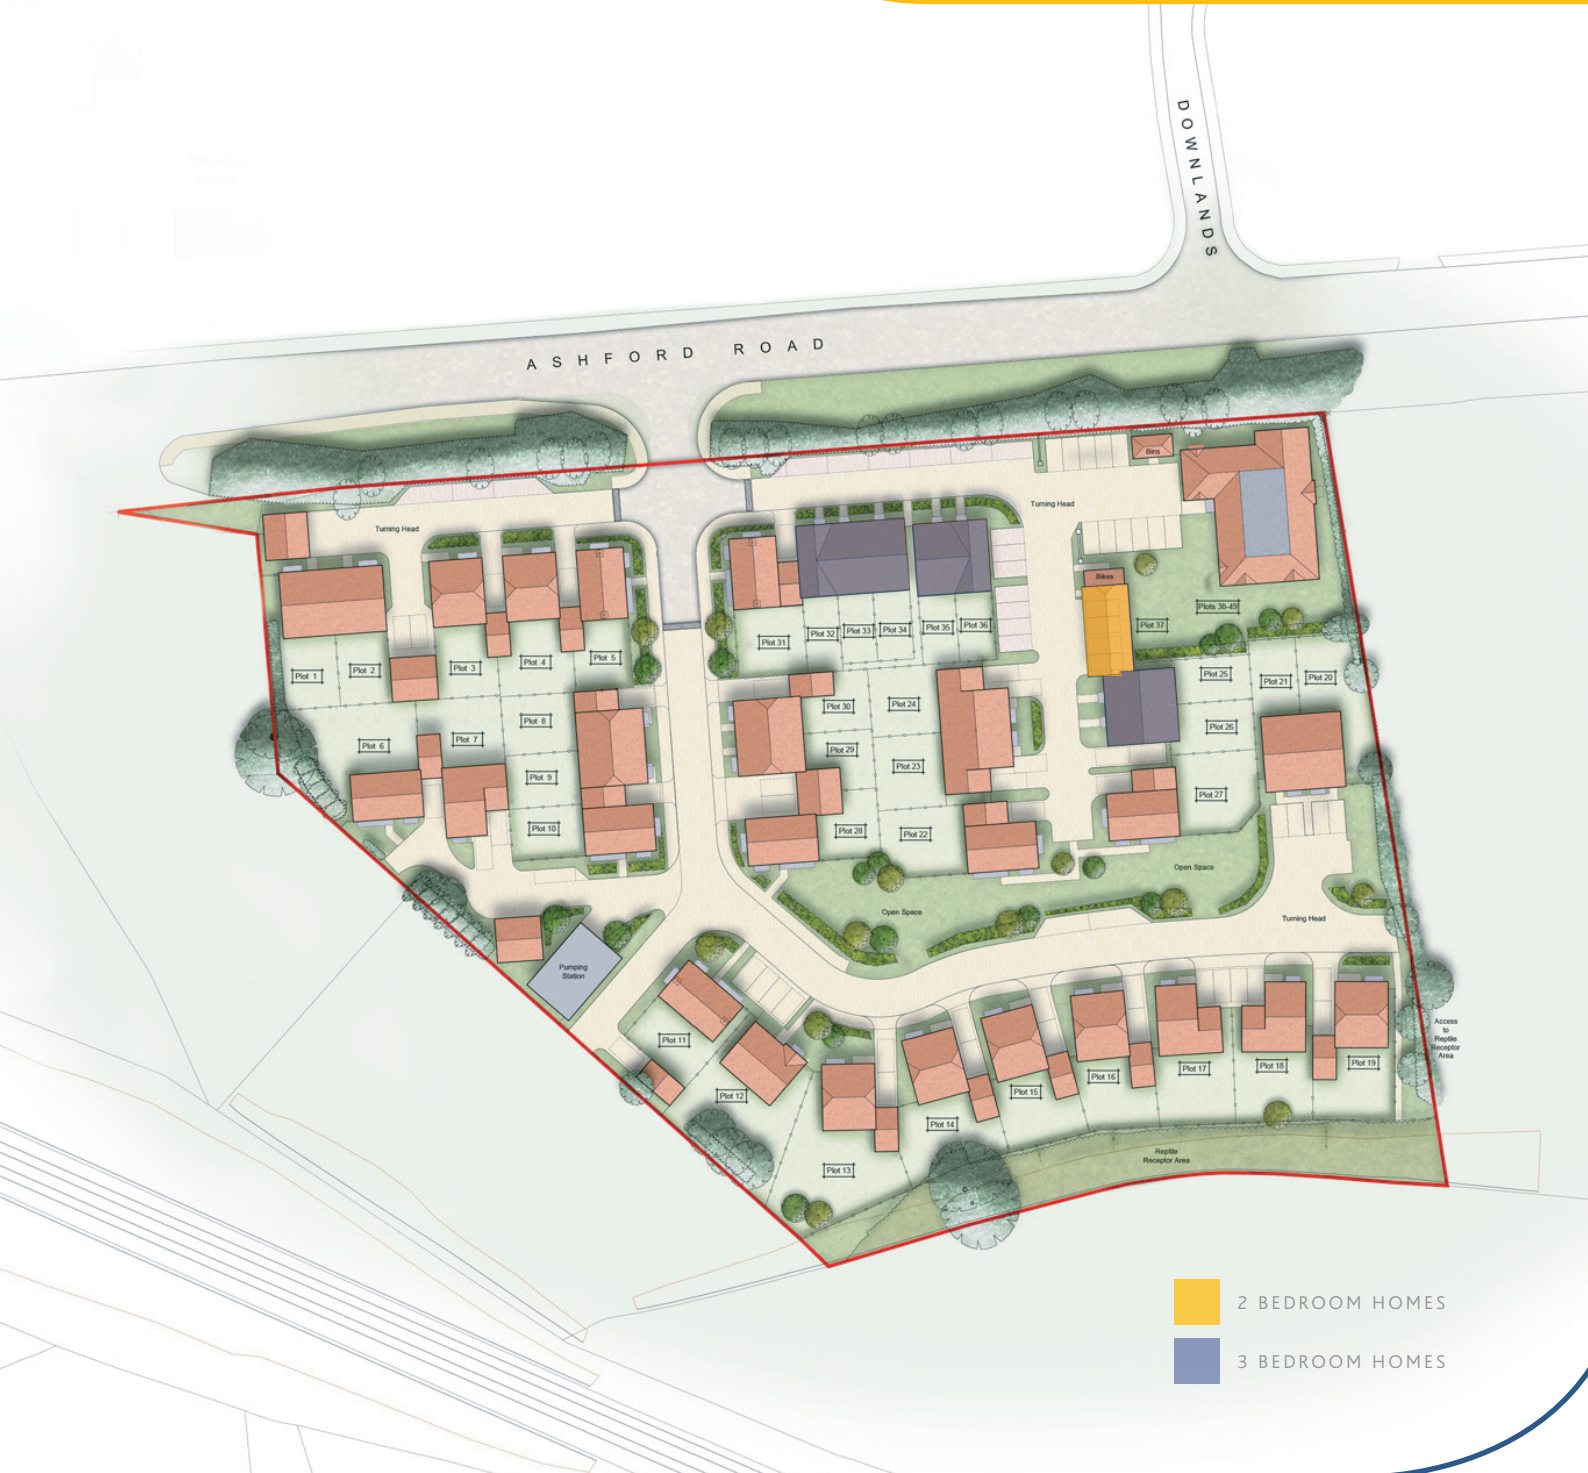 DOWNLANDS
ASHFORD ROAD
Bins
Turning Head
Turning Head
Bikes
Plots 38-49
Plot 37
Plot 31
Plot 32
Plot 33
Plot 34
Plot 35
Plot 36
Plot 1
Plot 2
Plot 3
Plot 4
Plot 5
Plot 25
Plot 21
Plot 20
Plot 6
Plot 7
Plot 8
Plot 30
Plot 24
Plot 26
Plot 9
Plot 29
Plot 23
Plot 27
Plot 10
Plot 28
Plot 22
Open Space
Open Space
Turning Head
Pumping
Station
Plot 11
Plot 12
Plot 13
Plot 14
Plot 15
Plot 16
Plot 17
Plot 18
Plot 19
Access
to
Reptile
Receptor
Area
Reptile
Receptor Area
2 BEDROOM HOMES
3 BEDROOM HOMES